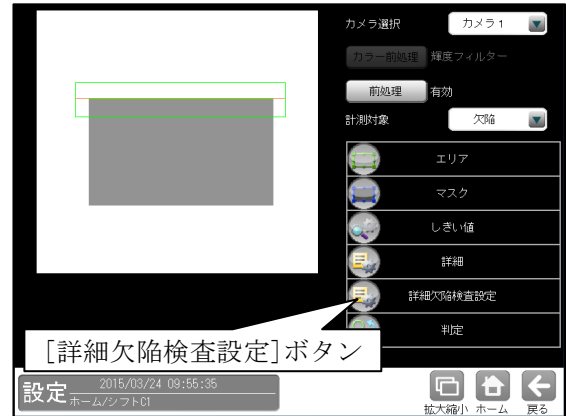 カメラ選択 カメラ1
カラー前処理 輝度フィルター
前処理 有効
計測対象 欠陥
エリア
マスク
しきい値
詳細
詳細欠陥検査設定
判定
[詳細欠陥検査設定]ボタン
設定 2015/03/24 09:55:35
ホーム/シフト01
拡大縮小 ホーム 戻る